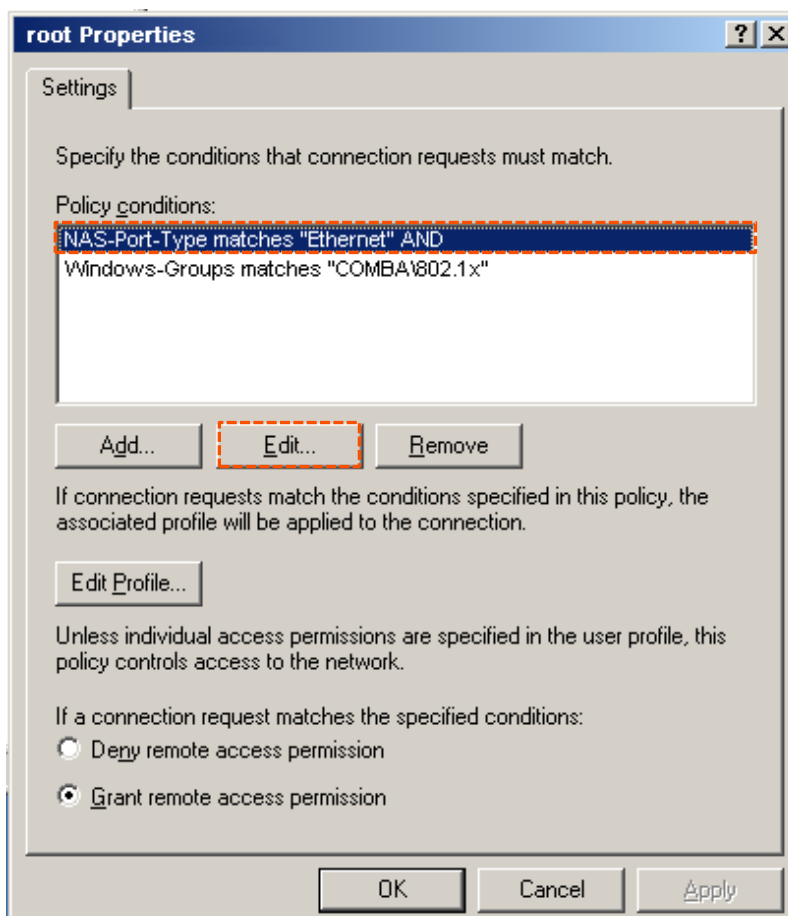 root Properties
Settings
Specify the conditions that connection requests must match.
Policy conditions:
NAS-Port-Type matches "Ethernet" AND
Windows-Groups matches "COMBA\802.1x"
Add... Edit... Remove
If connection requests match the conditions specified in this policy, the
associated profile will be applied to the connection.
Edit Profile...
Unless individual access permissions are specified in the user profile, this
policy controls access to the network.
If a connection request matches the specified conditions:
Deny remote access permission
Grant remote access permission
OK Cancel Apply